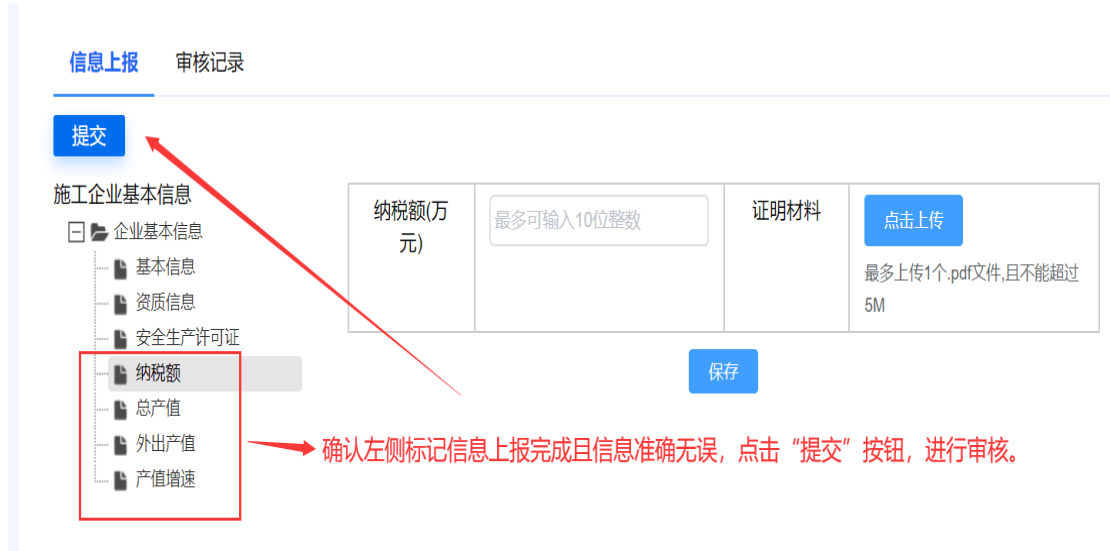 信息上报 审核记录
提交
施工企业基本信息
企业基本信息
基本信息
资质信息
安全生产许可证
纳税额
总产值
外出产值
产值增速
纳税额(万
元)
最多可输入10位整数
证明材料
点击上传
最多上传1个.pdf文件,且不能超过
5M
保存
确认左侧标记信息上报完成且信息准确无误，点击“提交”按钮，进行审核。